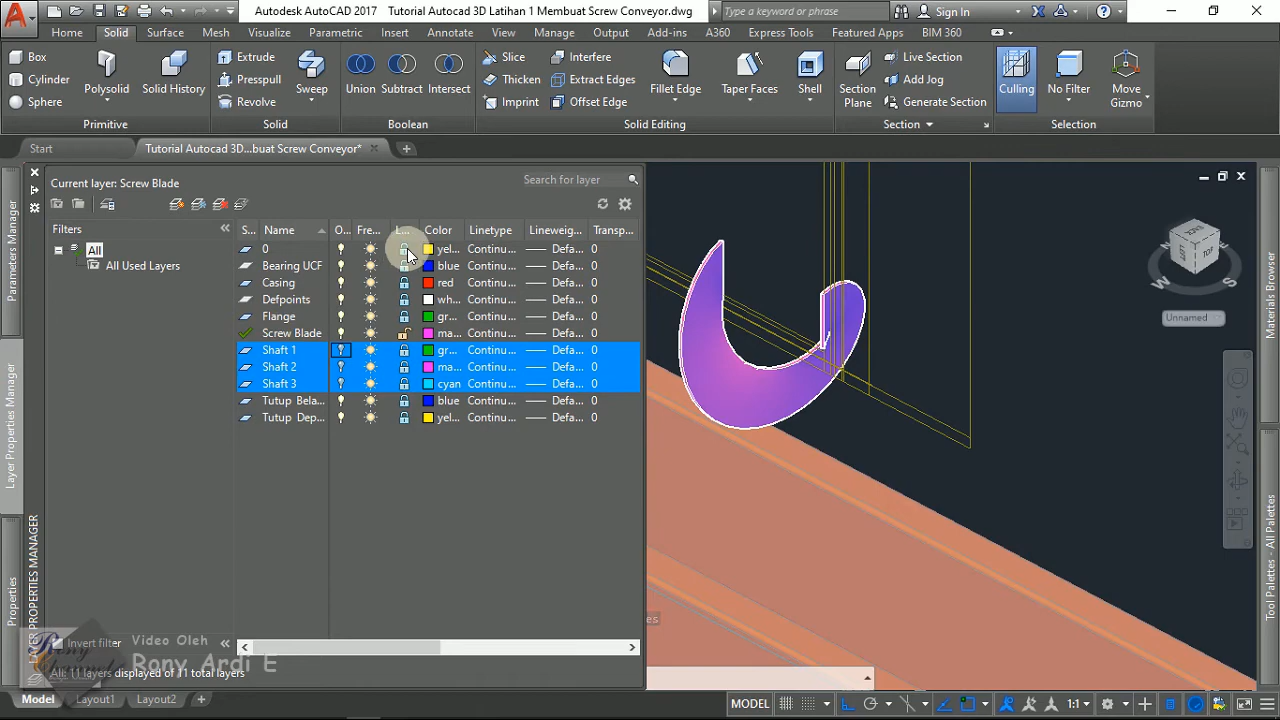 Autodesk AutoCAD 2017 Tutorial Autocad 3D Latihan 1 Membuat Screw Conveyor.dwg Type a keyword or phrase Sign In
Home Solid Surface Mesh Visualize Parametric Insert Annotate View Manage Output Add-ins A360 Express Tools Featured Apps BIM 360
Box Extrude Slice Interfere Live Section
Cylinder Presspull Thicken Extract Edges Add Jog
Sphere Revolve Imprint Offset Edge Generate Section
Polysolid Solid History Sweep Union Subtract Intersect Fillet Edge Taper Faces Shell Section Plane Culling No Filter Move Gizmo
Primitive Solid Boolean Solid Editing Section Selection
Start Tutorial Autocad 3D...buat Screw Conveyor*
Current layer: Screw Blade Search for layer
Filters S... Name O... Fre... L... Color Linetype Lineweig... Transp...
All
All Used Layers
0 yel... Continu... Defa... 0
Bearing UCF blue Continu... Defa... 0
Casing red Continu... Defa... 0
Defpoints wh... Continu... Defa... 0
Flange gr... Continu... Defa... 0
Screw Blade ma... Continu... Defa... 0
Shaft 1 gr... Continu... Defa... 0
Shaft 2 ma... Continu... Defa... 0
Shaft 3 cyan Continu... Defa... 0
Tutup Bela... blue Continu... Defa... 0
Tutup Dep... yel... Continu... Defa... 0
Invert filter
All: 11 layers displayed of 11 total layers
Video Oleh
Rony Ardi E
Parameters Manager
Layer Properties Manager
Properties
LAYER PROPERTIES MANAGER
Unnamed
Materials Browser
Tool Palettes - All Palettes
Model Layout1 Layout2 + MODEL 1:1